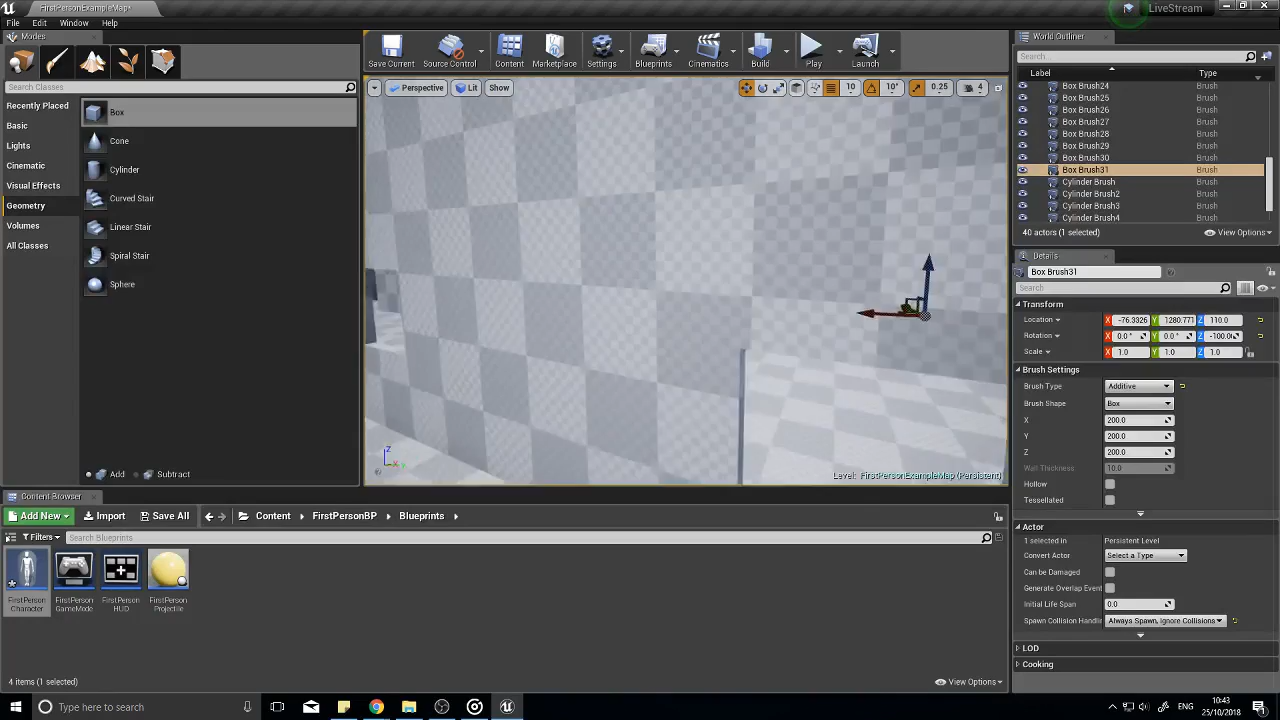 FirstPersonExampleMap*
LiveStream
File Edit Window Help
Modes
Search Classes
Recently Placed
Basic
Lights
Cinematic
Visual Effects
Geometry
Volumes
All Classes
Box
Cone
Cylinder
Curved Stair
Linear Stair
Spiral Stair
Sphere
Add Subtract
Save Current Source Control Content Marketplace Settings Blueprints Cinematics Build Play Launch
Perspective Lit Show 10 10° 0.25 4
Level: FirstPersonExampleMap (Persistent)
World Outliner
Search...
Label Type
Box Brush24 Brush
Box Brush25 Brush
Box Brush26 Brush
Box Brush27 Brush
Box Brush28 Brush
Box Brush29 Brush
Box Brush30 Brush
Box Brush31 Brush
Cylinder Brush Brush
Cylinder Brush2 Brush
Cylinder Brush3 Brush
Cylinder Brush4 Brush
40 actors (1 selected) View Options
Details
Box Brush31
Search
Transform
Location X -76.3326 Y 1280.771 Z 110.0
Rotation X 0.0° Y 0.0° Z -100.0
Scale X 1.0 Y 1.0 Z 1.0
Brush Settings
Brush Type Additive
Brush Shape Box
X 200.0
Y 200.0
Z 200.0
Wall Thickness 10.0
Hollow
Tessellated
Actor
1 selected in Persistent Level
Convert Actor Select a Type
Can be Damaged
Generate Overlap Event
Initial Life Span 0.0
Spawn Collision Handlin Always Spawn, Ignore Collisions
LOD
Cooking
Content Browser
Add New Import Save All Content FirstPersonBP Blueprints
Filters Search Blueprints
FirstPerson Character
FirstPerson GameMode
FirstPerson HUD
FirstPerson Projectile
4 items (1 selected) View Options
Type here to search
ENG
10:43
25/10/2018